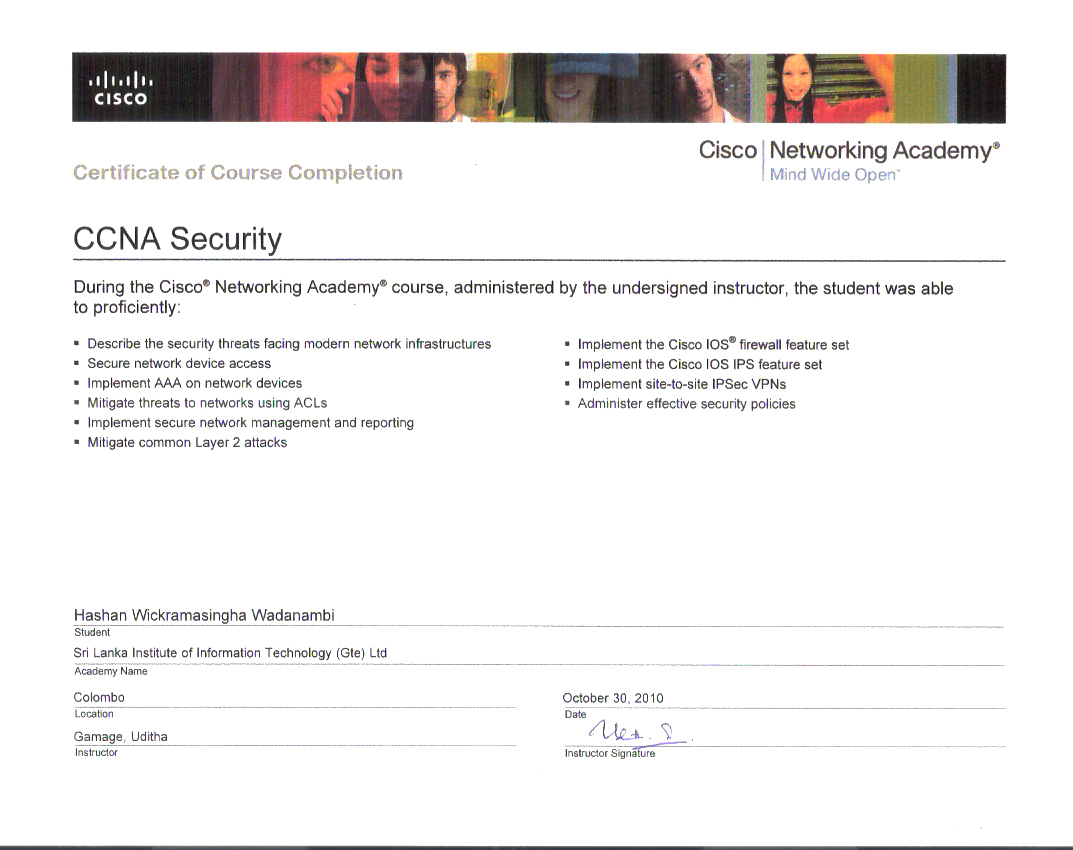 CISCO
Cisco | Networking Academy®
Mind Wide Open™
Certificate of Course Completion
CCNA Security
During the Cisco® Networking Academy® course, administered by the undersigned instructor, the student was able
to proficiently:
▪ Describe the security threats facing modern network infrastructures
▪ Secure network device access
▪ Implement AAA on network devices
▪ Mitigate threats to networks using ACLs
▪ Implement secure network management and reporting
▪ Mitigate common Layer 2 attacks
▪ Implement the Cisco IOS® firewall feature set
▪ Implement the Cisco IOS IPS feature set
▪ Implement site-to-site IPSec VPNs
▪ Administer effective security policies
Hashan Wickramasingha Wadanambi
Student
Sri Lanka Institute of Information Technology (Gte) Ltd
Academy Name
Colombo
Location
October 30, 2010
Date
Gamage, Uditha
Instructor
Instructor Signature